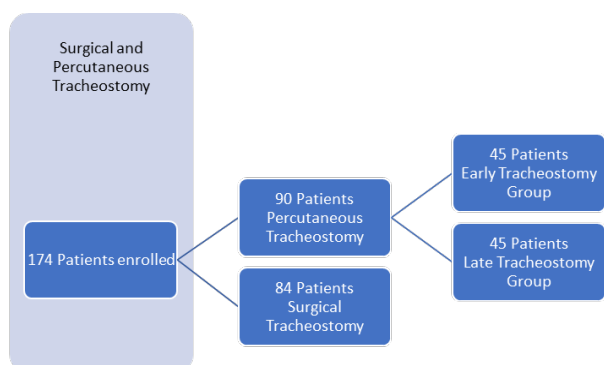 Surgical and
Percutaneous
Tracheostomy
174 Patients enrolled
90 Patients
Percutaneous
Tracheostomy
84 Patients
Surgical
Tracheostomy
45 Patients
Early Tracheostomy
Group
45 Patients
Late Tracheostomy
Group